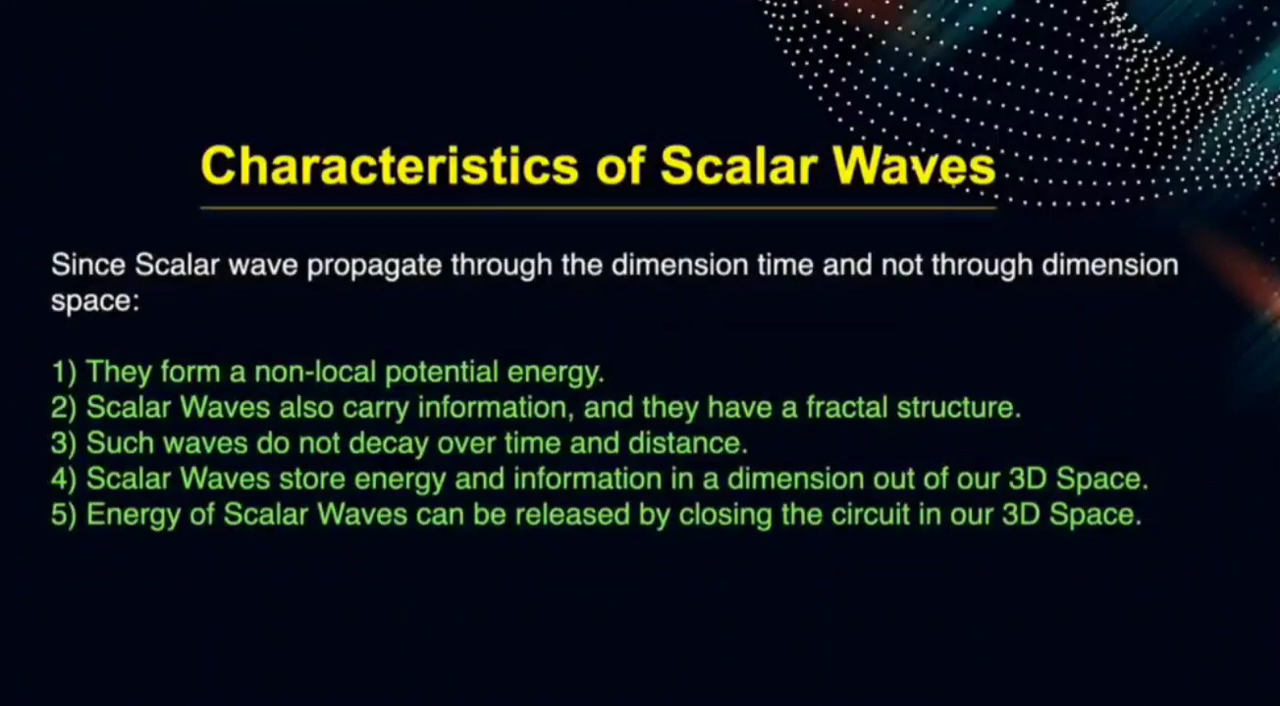 Characteristics of Scalar Waves
Since Scalar wave propagate through the dimension time and not through dimension
space:
1) They form a non-local potential energy.
2) Scalar Waves also carry information, and they have a fractal structure.
3) Such waves do not decay over time and distance.
4) Scalar Waves store energy and information in a dimension out of our 3D Space.
5) Energy of Scalar Waves can be released by closing the circuit in our 3D Space.